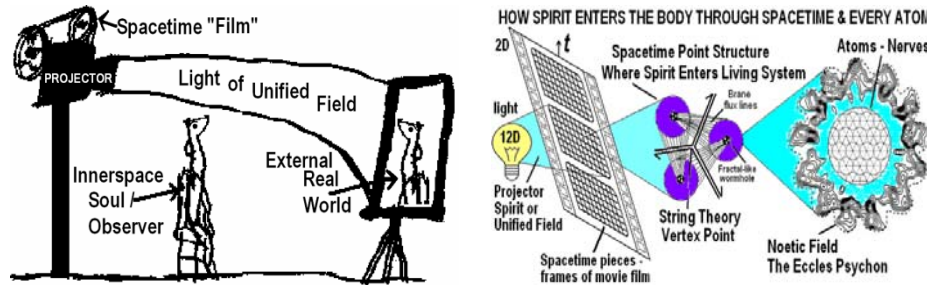 Spacetime "Film"
PROJECTOR
Light of Unified Field
Innerspace
Soul /
Observer
External
Real
World
HOW SPIRIT ENTERS THE BODY THROUGH SPACETIME & EVERY ATOM
2D
t
Spacetime Point Structure
Where Spirit Enters Living System
Atoms - Nerves
Brane
flux lines
light
12D
Fractal-like
wormhole
Projector
Spirit or
Unified Field
String Theory
Vertex Point
Spacetime pieces -
frames of movie film
Noetic Field
The Eccles Psychon